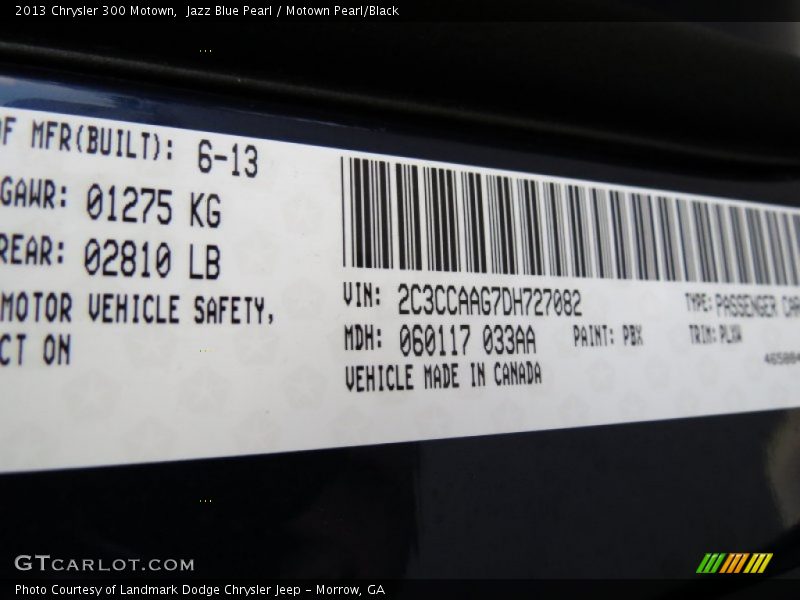 2013 Chrysler 300 Motown, Jazz Blue Pearl / Motown Pearl/Black
OF MFR(BUILT): 6-13
GAWR: 01275 KG
REAR: 02810 LB
MOTOR VEHICLE SAFETY,
CT ON
VIN: 2C3CCAAG7DH727082
TYPE: PASSENGER CAR
MDH: 060117 033AA
PAINT: PBX
TRIM: PLXA
VEHICLE MADE IN CANADA
GTCARLOT.COM
Photo Courtesy of Landmark Dodge Chrysler Jeep - Morrow, GA